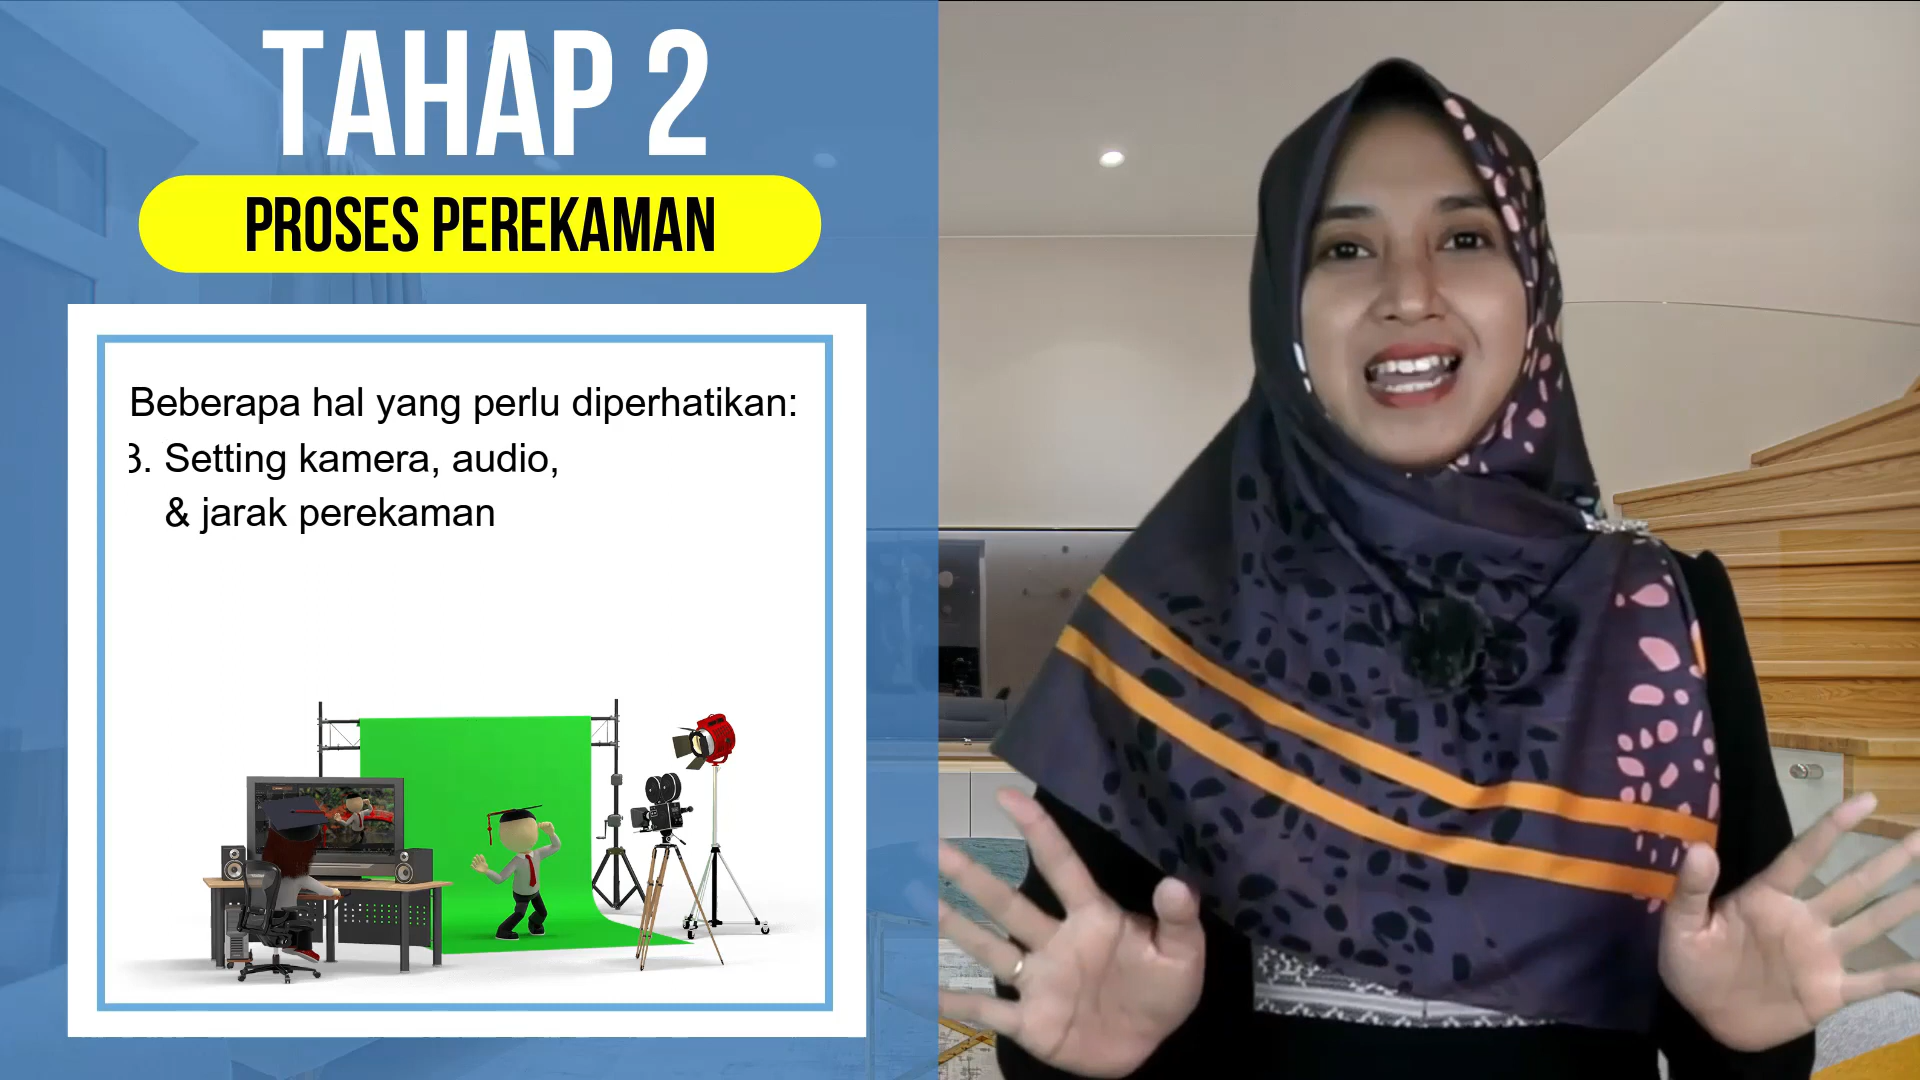 TAHAP 2
PROSES PEREKAMAN
Beberapa hal yang perlu diperhatikan:
3. Setting kamera, audio,
& jarak perekaman